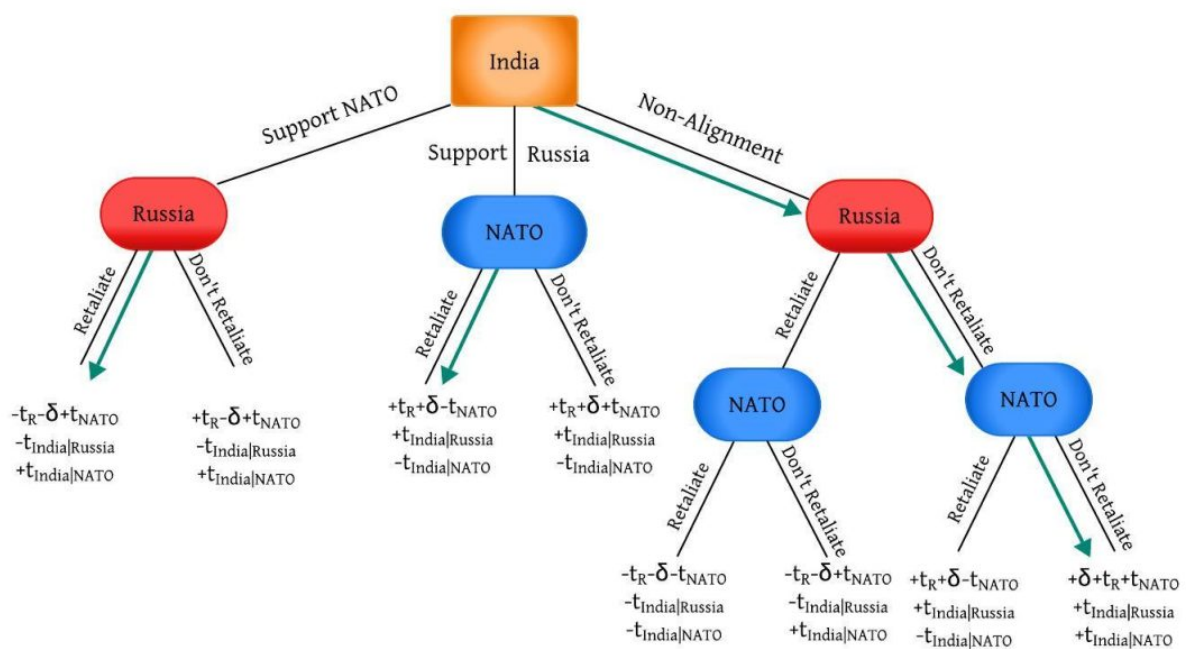 India
Support NATO
Support Russia
Non-Alignment
Russia
NATO
Russia
Retaliate
Don't Retaliate
Retaliate
Don't Retaliate
Retaliate
Don't Retaliate
-tR-δ+tNATO
-tIndia|Russia
+tIndia|NATO
+tR-δ+tNATO
-tIndia|Russia
+tIndia|NATO
+tR+δ-tNATO
+tIndia|Russia
-tIndia|NATO
+tR+δ+tNATO
+tIndia|Russia
-tIndia|NATO
NATO
NATO
Retaliate
Don't Retaliate
Retaliate
Don't Retaliate
-tR-δ-tNATO
-tIndia|Russia
-tIndia|NATO
-tR-δ+tNATO
-tIndia|Russia
+tIndia|NATO
+tR+δ-tNATO
+tIndia|Russia
-tIndia|NATO
+δ+tR+tNATO
+tIndia|Russia
+tIndia|NATO